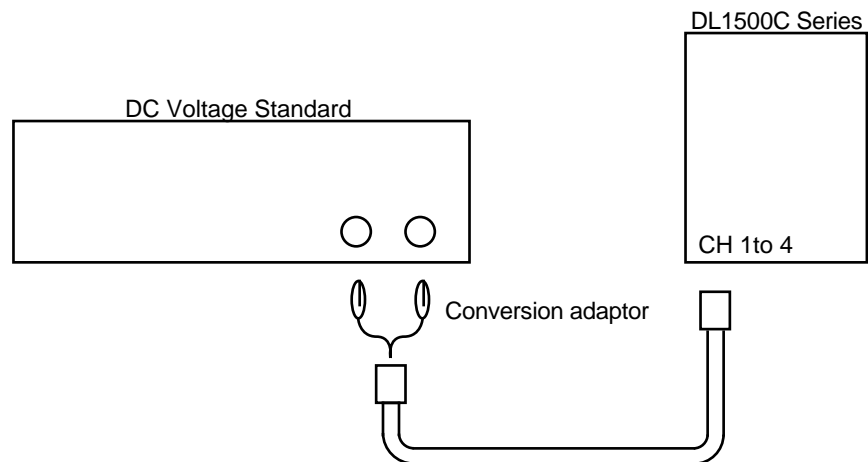 DL1500C Series
DC Voltage Standard
CH 1to 4
Conversion adaptor